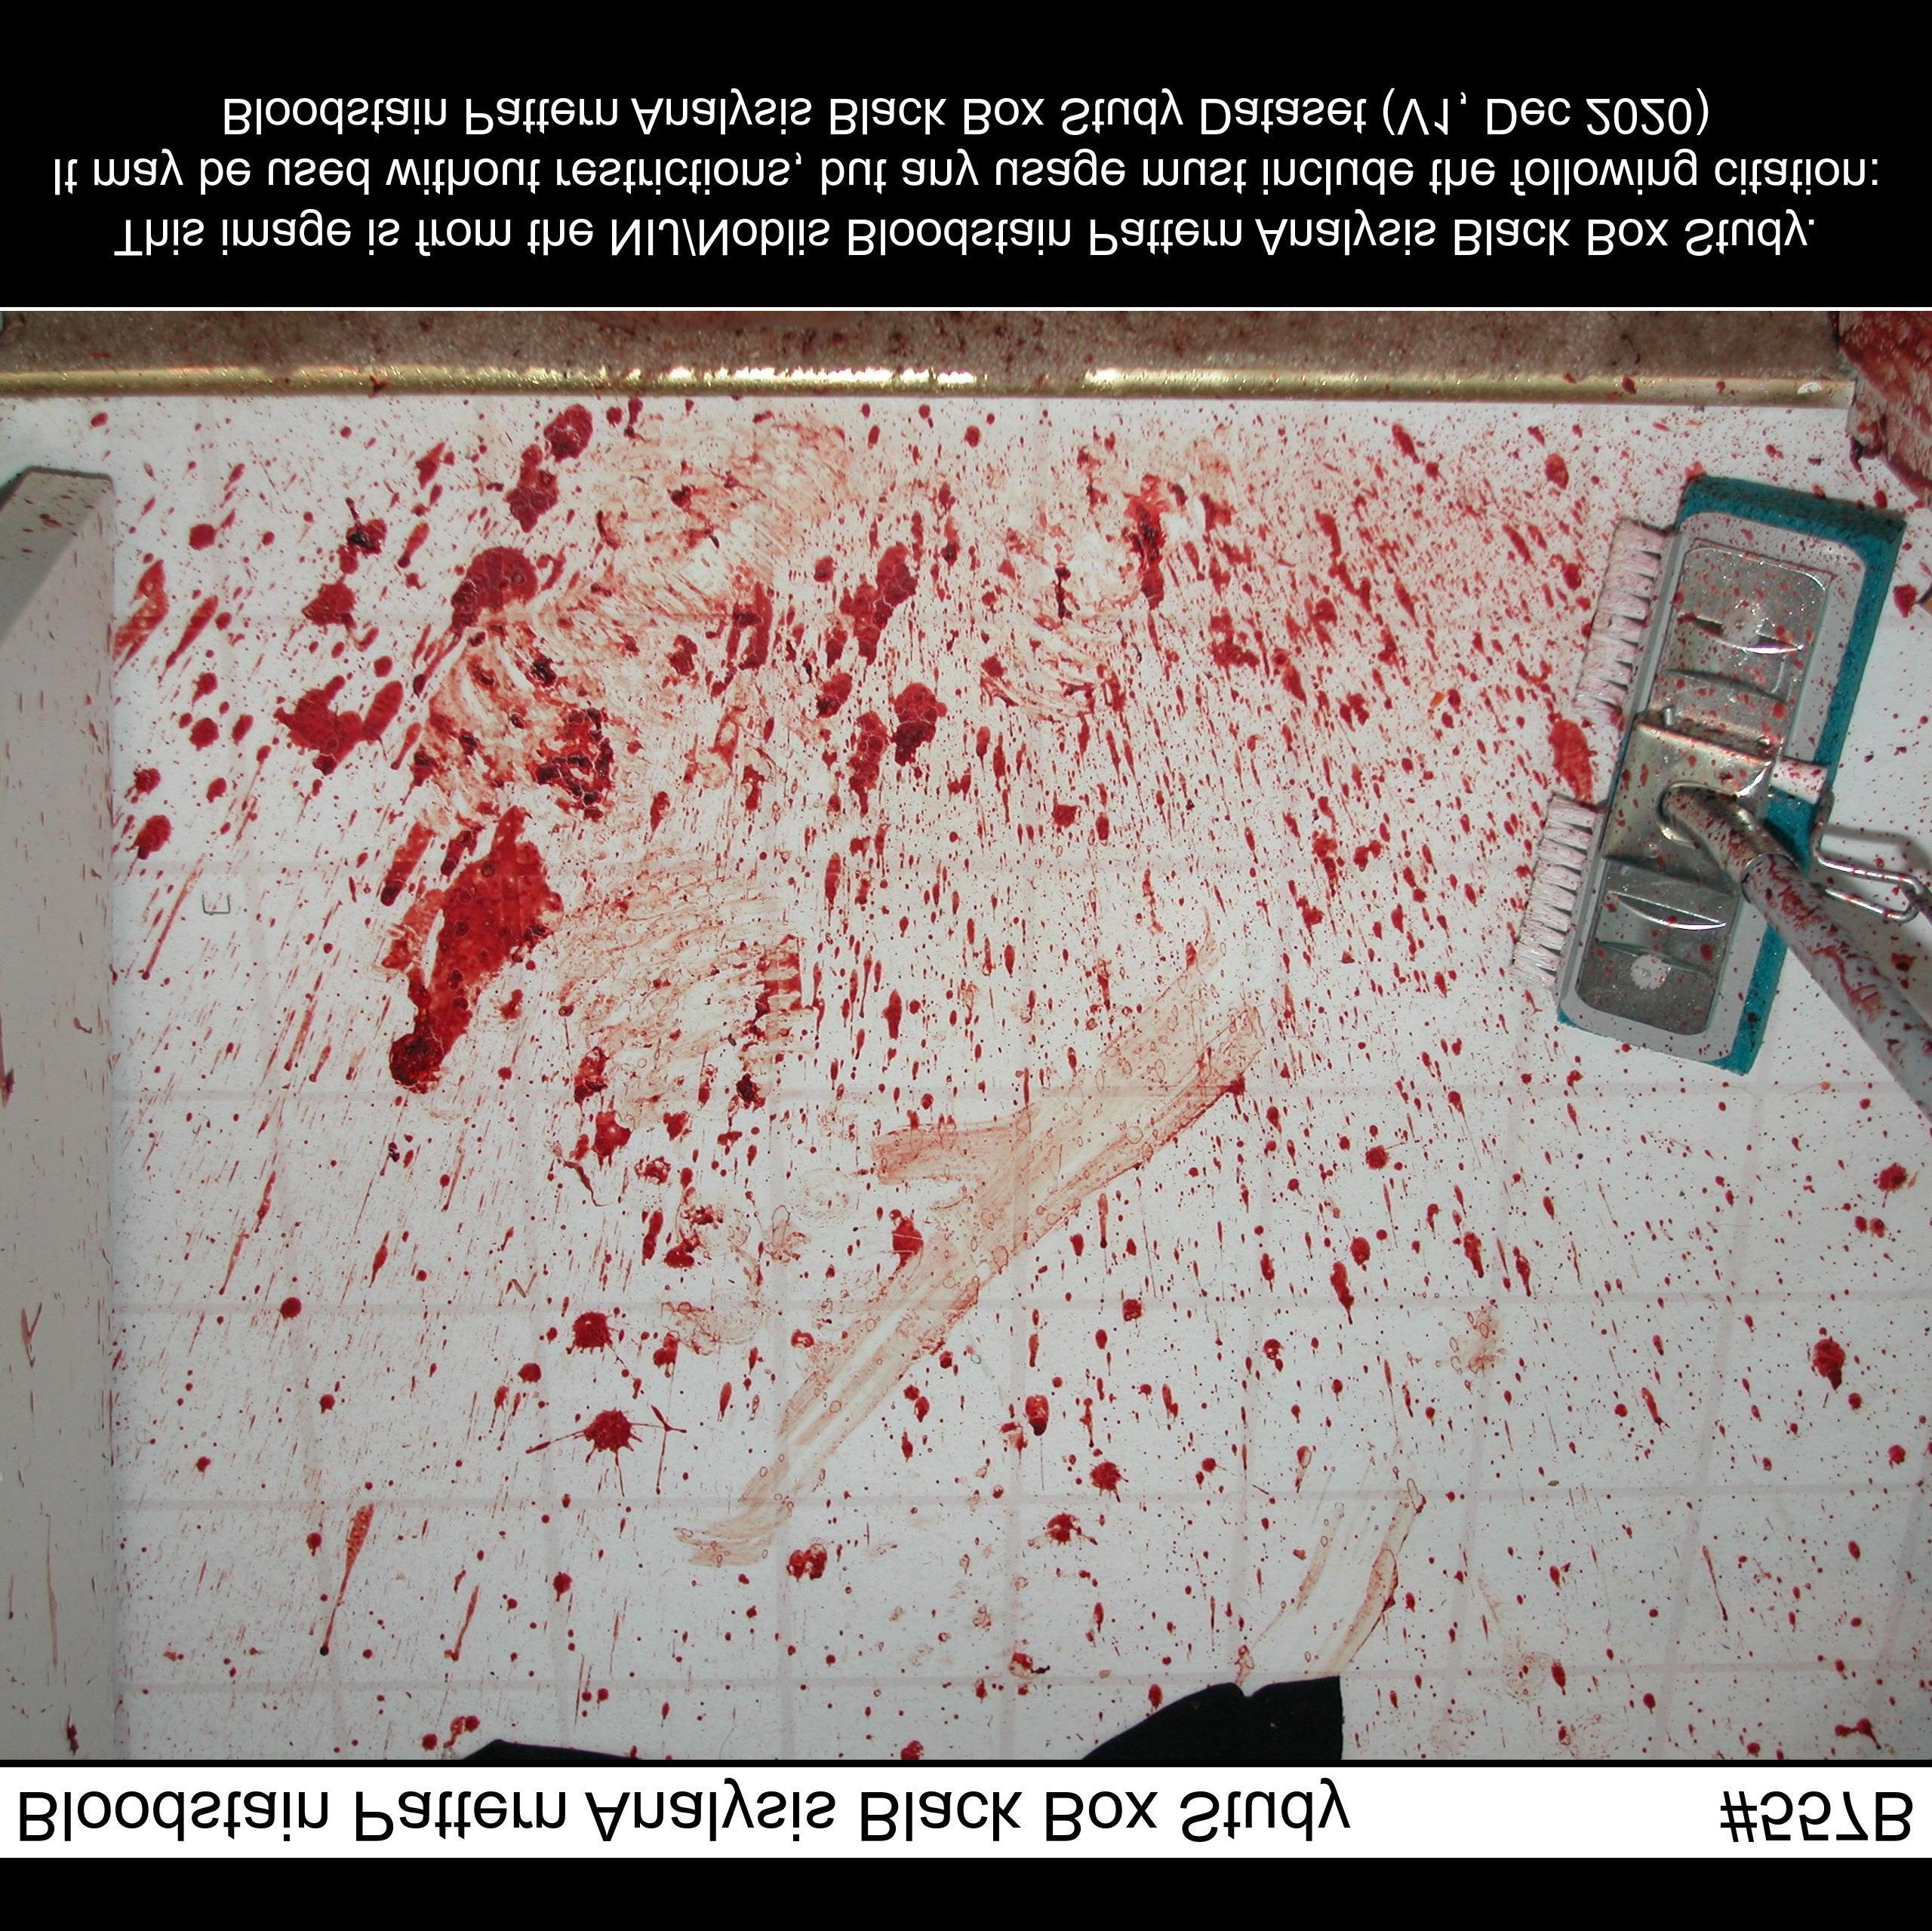 Bloodstain Pattern Analysis Black Box Study #557B
This image is from the NIJ/Noblis Bloodstain Pattern Analysis Black Box Study.
It may be used without restrictions, but any usage must include the following citation:
Bloodstain Pattern Analysis Black Box Study Dataset (V1, Dec 2020)